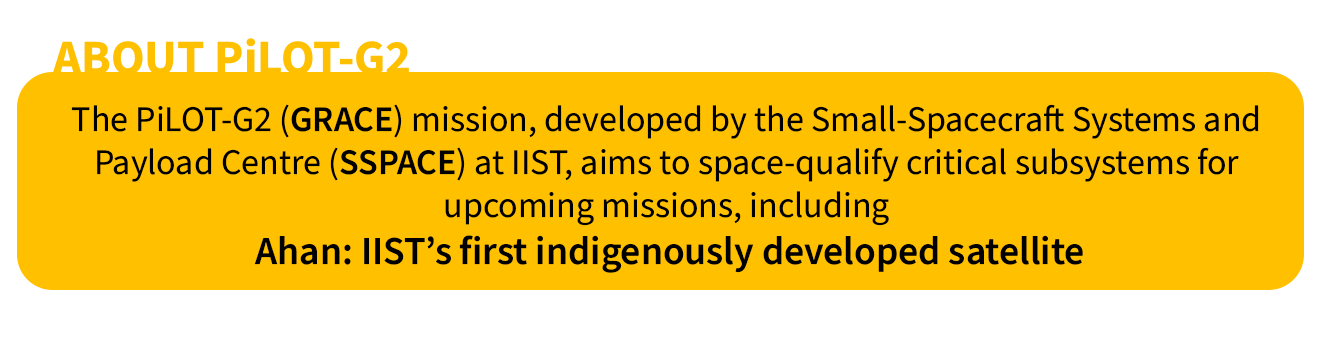 ABOUT PiLOT-G2
The PiLOT-G2 (GRACE) mission, developed by the Small-Spacecraft Systems and
Payload Centre (SSPACE) at IIST, aims to space-qualify critical subsystems for
upcoming missions, including
Ahan: IIST’s first indigenously developed satellite